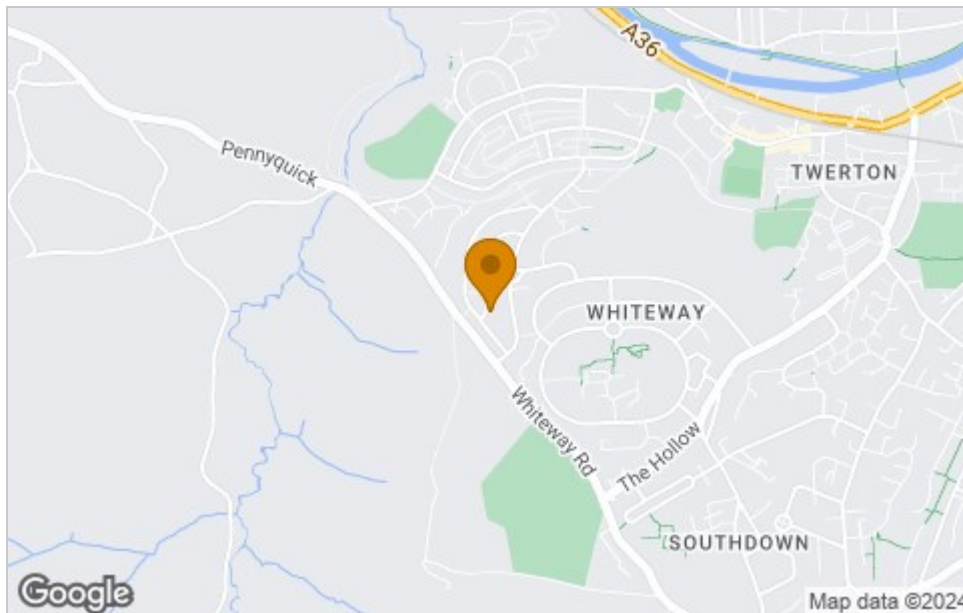 A36
Pennyquick
TWERTON
WHITEWAY
Whiteway Rd
The Hollow
SOUTHDOWN
Google
Map data ©2024